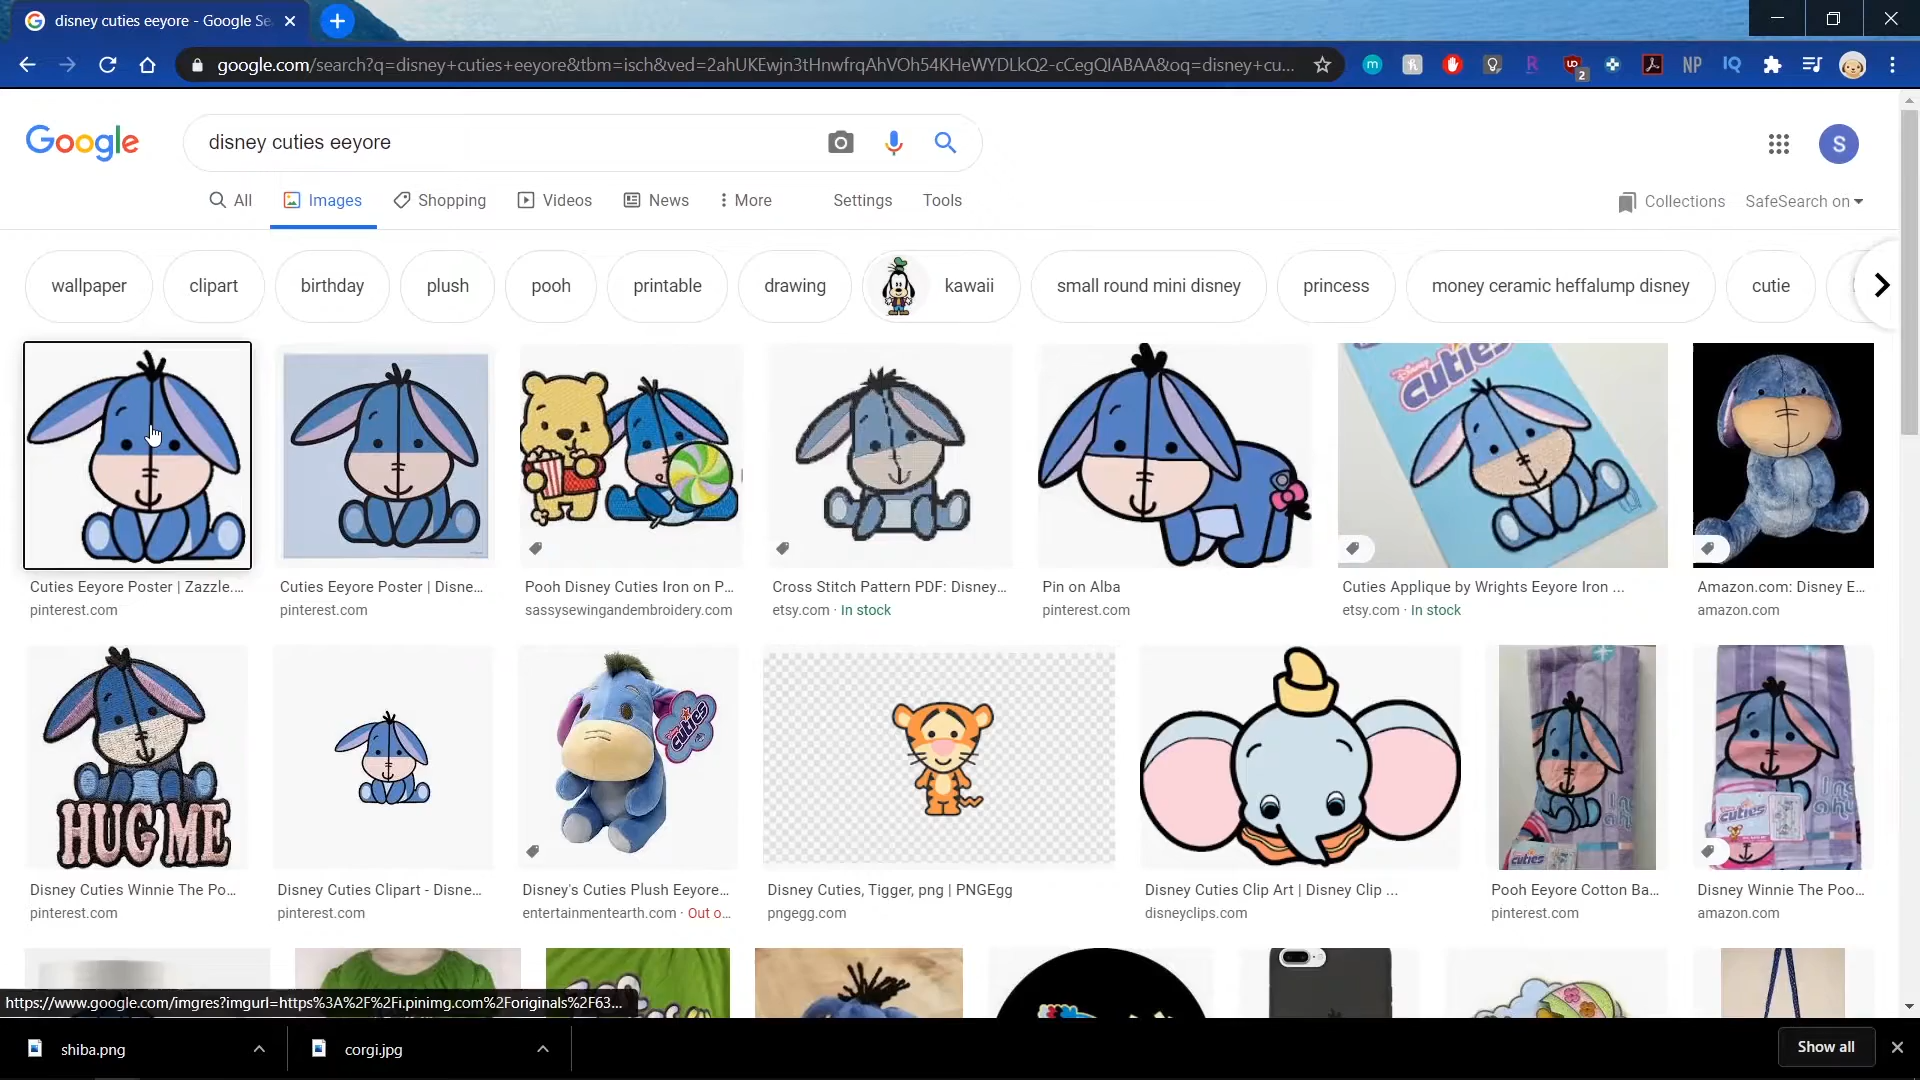 disney cuties eeyore - Google Se
google.com/search?q=disney+cuties+eeyore&tbm=isch&ved=2ahUKEwjn3tHnwfrqAhVOh54KHeWYDLkQ2-cCegQIABAA&oq=disney+cu...
m
2
NP
IQ
Google
disney cuties eeyore
S
All
Images
Shopping
Videos
News
More
Settings
Tools
Collections
SafeSearch on
wallpaper
clipart
birthday
plush
pooh
printable
drawing
kawaii
small round mini disney
princess
money ceramic heffalump disney
cutie
Disney
cuties
Cuties Eeyore Poster | Zazzle....
pinterest.com
Cuties Eeyore Poster | Disne...
pinterest.com
Pooh Disney Cuties Iron on P...
sassysewingandembroidery.com
Cross Stitch Pattern PDF: Disney...
etsy.com · In stock
Pin on Alba
pinterest.com
Cuties Applique by Wrights Eeyore Iron ...
etsy.com · In stock
Amazon.com: Disney E...
amazon.com
HUG ME
cuties
cuties
cuties
Disney Cuties Winnie The Po...
pinterest.com
Disney Cuties Clipart - Disne...
pinterest.com
Disney's Cuties Plush Eeyore...
entertainmentearth.com · Out o...
Disney Cuties, Tigger, png | PNGEgg
pngegg.com
Disney Cuties Clip Art | Disney Clip ...
disneyclips.com
Pooh Eeyore Cotton Ba...
pinterest.com
Disney Winnie The Poo...
amazon.com
https://www.google.com/imgres?imgurl=https%3A%2F%2Fi.pinimg.com%2Foriginals%2F63...
shiba.png
corgi.jpg
Show all